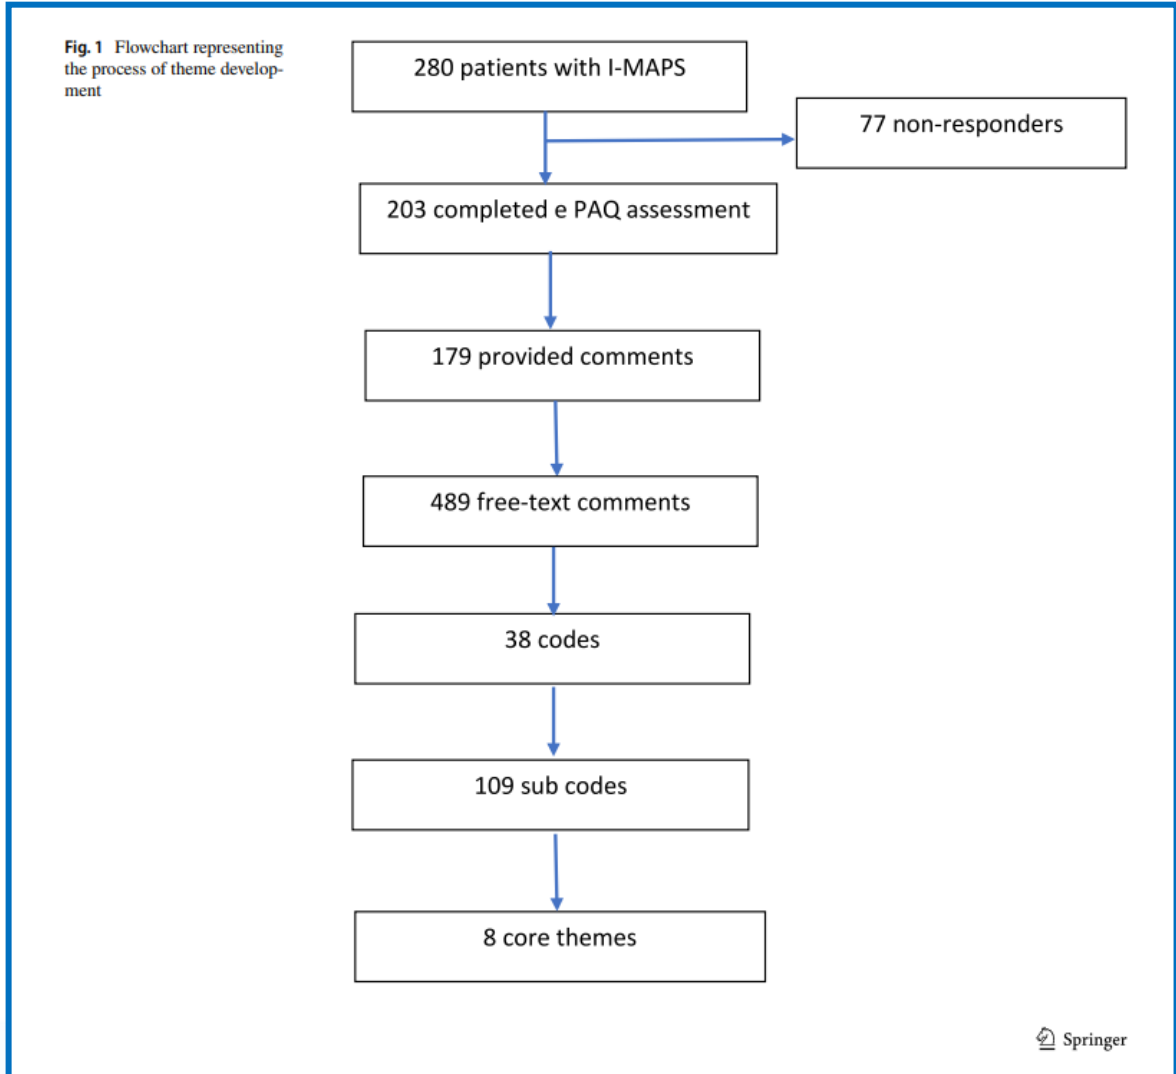 Fig. 1 Flowchart representing
the process of theme develop-
ment
280 patients with I-MAPS
77 non-responders
203 completed e PAQ assessment
179 provided comments
489 free-text comments
38 codes
109 sub codes
8 core themes
Springer